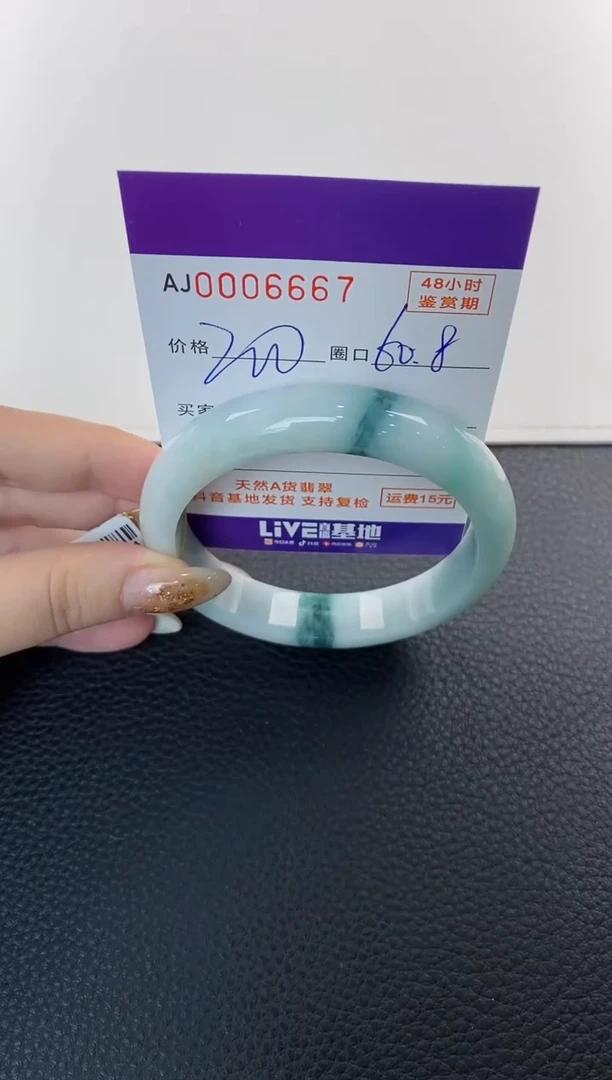 AJ0006667
48小时
鉴赏期
价格 200 圈口 60.8
买家
天然A货翡翠
抖音基地发货 支持复检
运费15元
LiVE 基地